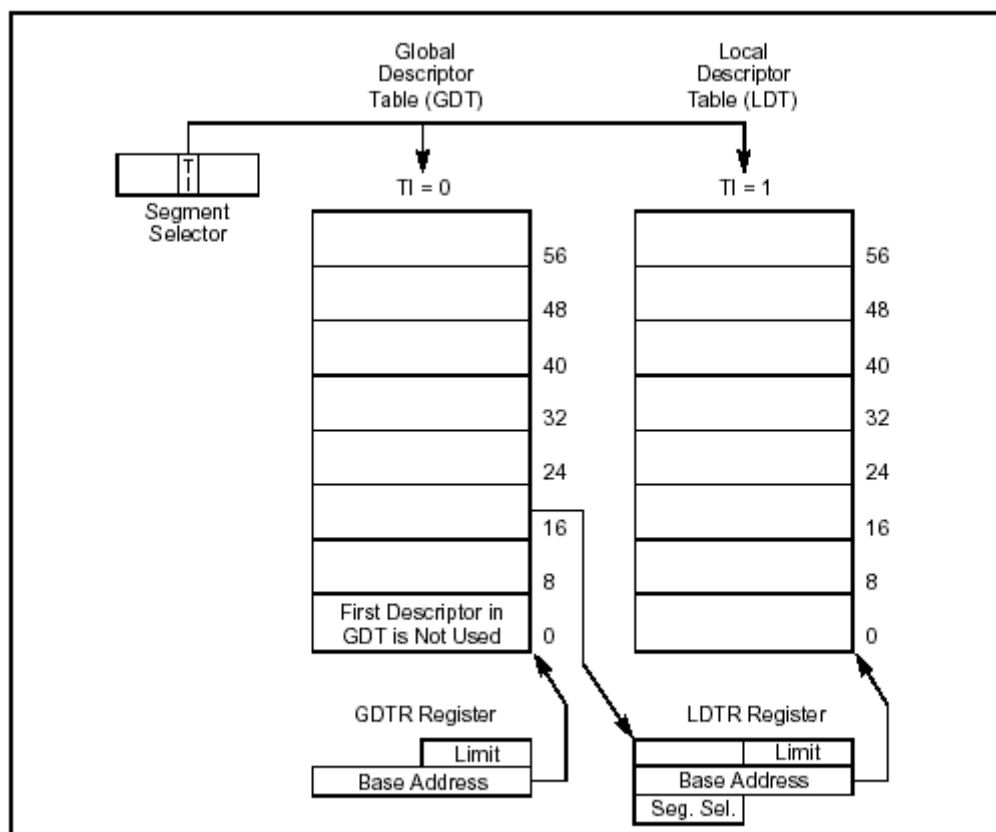 Global
Descriptor
Table (GDT)
Local
Descriptor
Table (LDT)
T
I
Segment
Selector
TI = 0
TI = 1
56
48
40
32
24
16
8
First Descriptor in
GDT is Not Used
0
56
48
40
32
24
16
8
0
GDTR Register
Limit
Base Address
LDTR Register
Limit
Base Address
Seg. Sel.